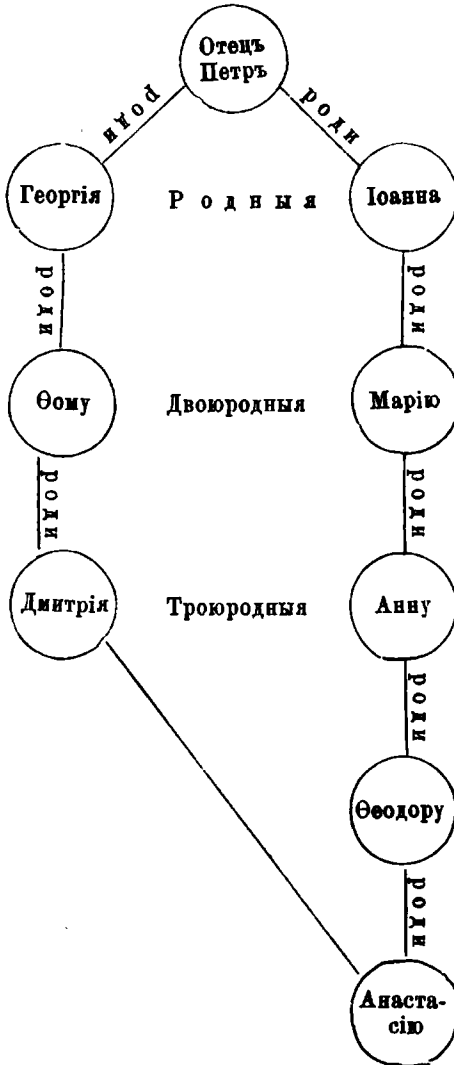 Отецъ
Петръ
роди
роди
Георгія
Родныя
Іоанна
роди
роди
Ѳому
Двоюродныя
Марію
роди
роди
Дмитрія
Троюродныя
Анну
роди
Ѳеодору
роди
Анаста-
сію